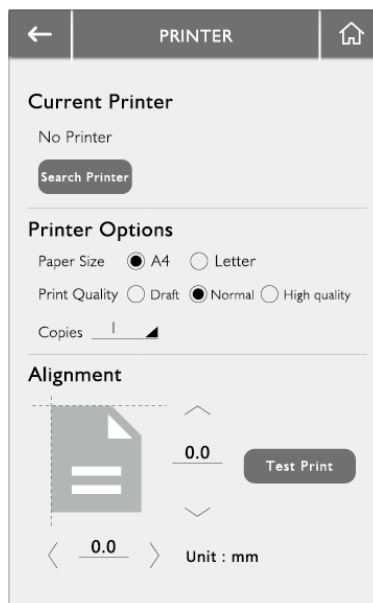 PRINTER
Current Printer
No Printer
Search Printer
Printer Options
Paper Size A4 Letter
Print Quality Draft Normal High quality
Copies 1
Alignment
0.0
Test Print
0.0 Unit : mm